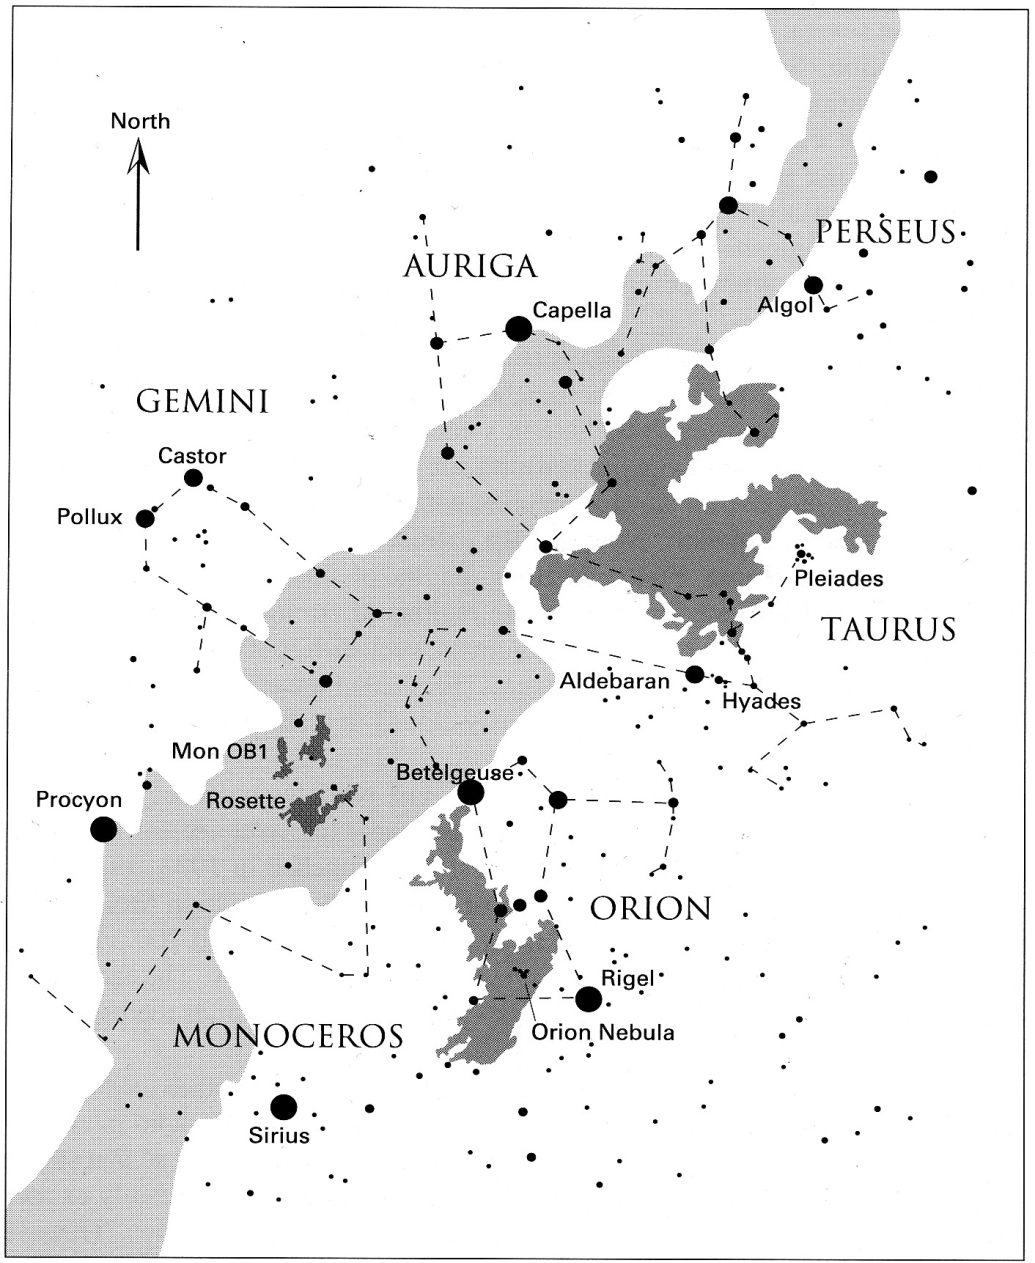 North
PERSEUS
AURIGA
Algol
Capella
GEMINI
Castor
Pollux
Pleiades
TAURUS
Aldebaran
Hyades
Mon OB1
Betelgeuse
Procyon
Rosette
ORION
Rigel
MONOCEROS
Orion Nebula
Sirius